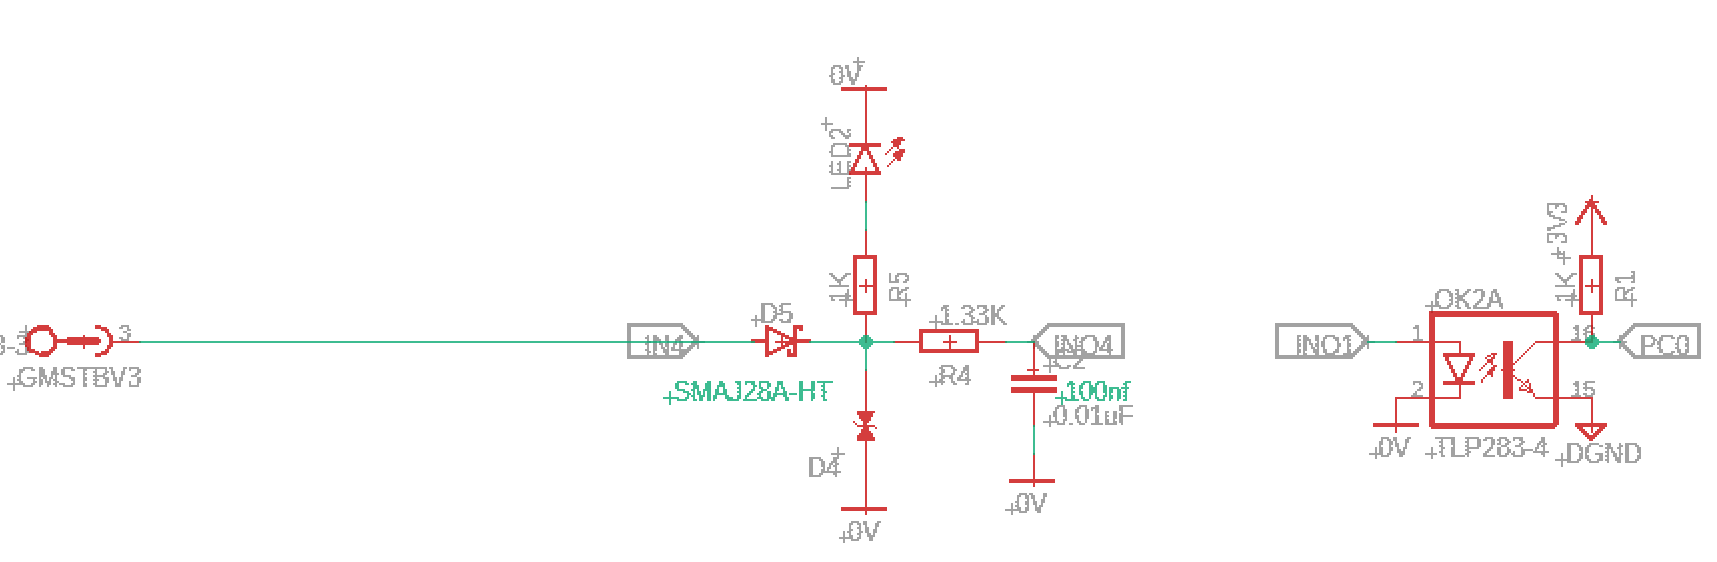 0V
LED2
1K
R5
+3V3
1K
R1
OK2A
D5
1.33K
3
IN4
INO4
INO1
1
16
PC0
GMSTBV3
SMAJ28A-HT
R4
C2
100nf
0.01uF
2
15
0V
TLP283-4
DGND
D4
0V
0V